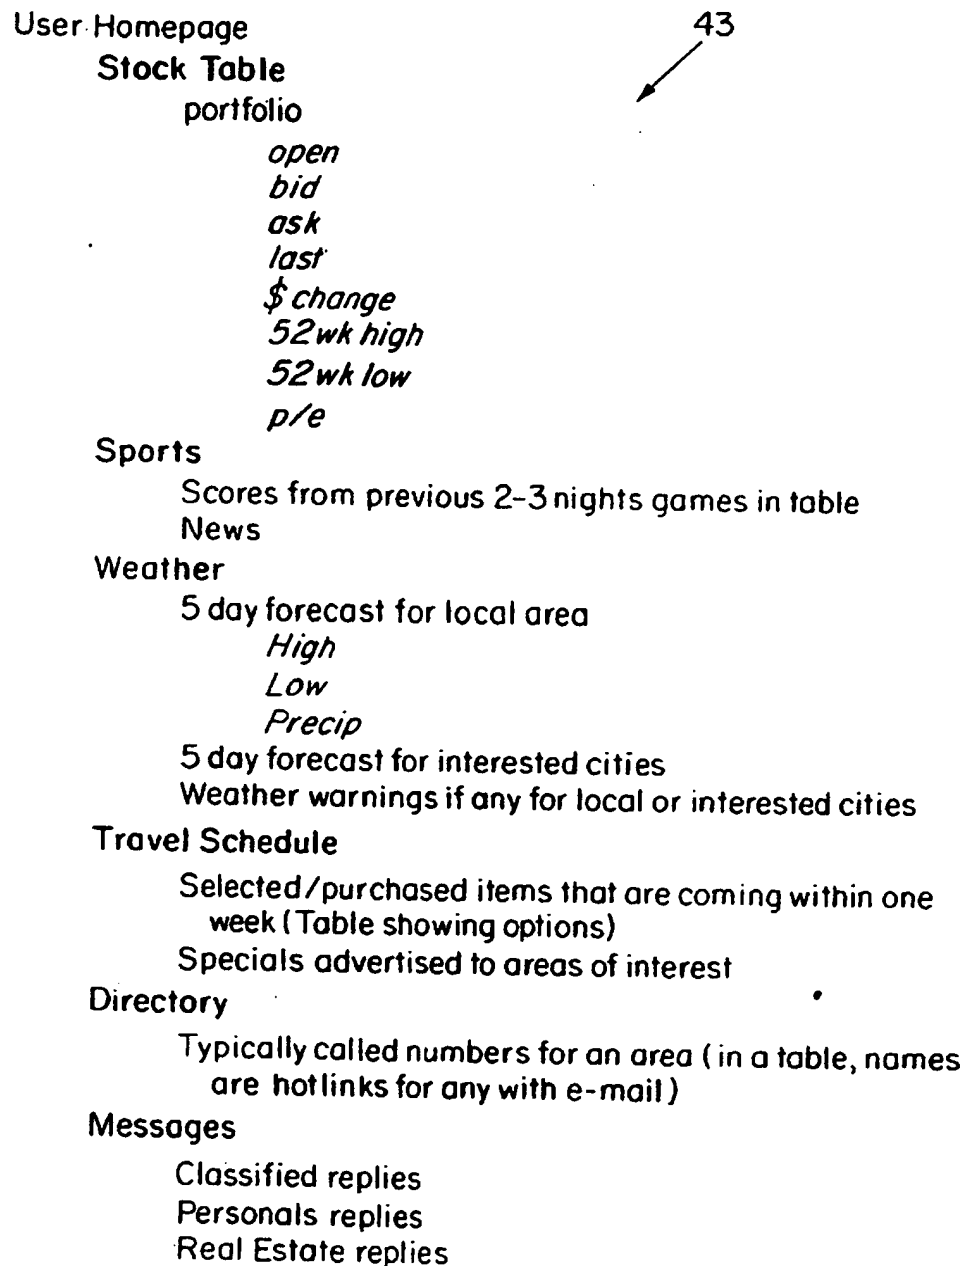 User Homepage
43
Stock Table
portfolio
open
bid
ask
last
$ change
52wk high
52wk low
p/e
Sports
Scores from previous 2-3 nights games in table
News
Weather
5 day forecast for local area
High
Low
Precip
5 day forecast for interested cities
Weather warnings if any for local or interested cities
Travel Schedule
Selected/purchased items that are coming within one
week (Table showing options)
Specials advertised to areas of interest
Directory
Typically called numbers for an area (in a table, names
are hotlinks for any with e-mail)
Messages
Classified replies
Personals replies
Real Estate replies